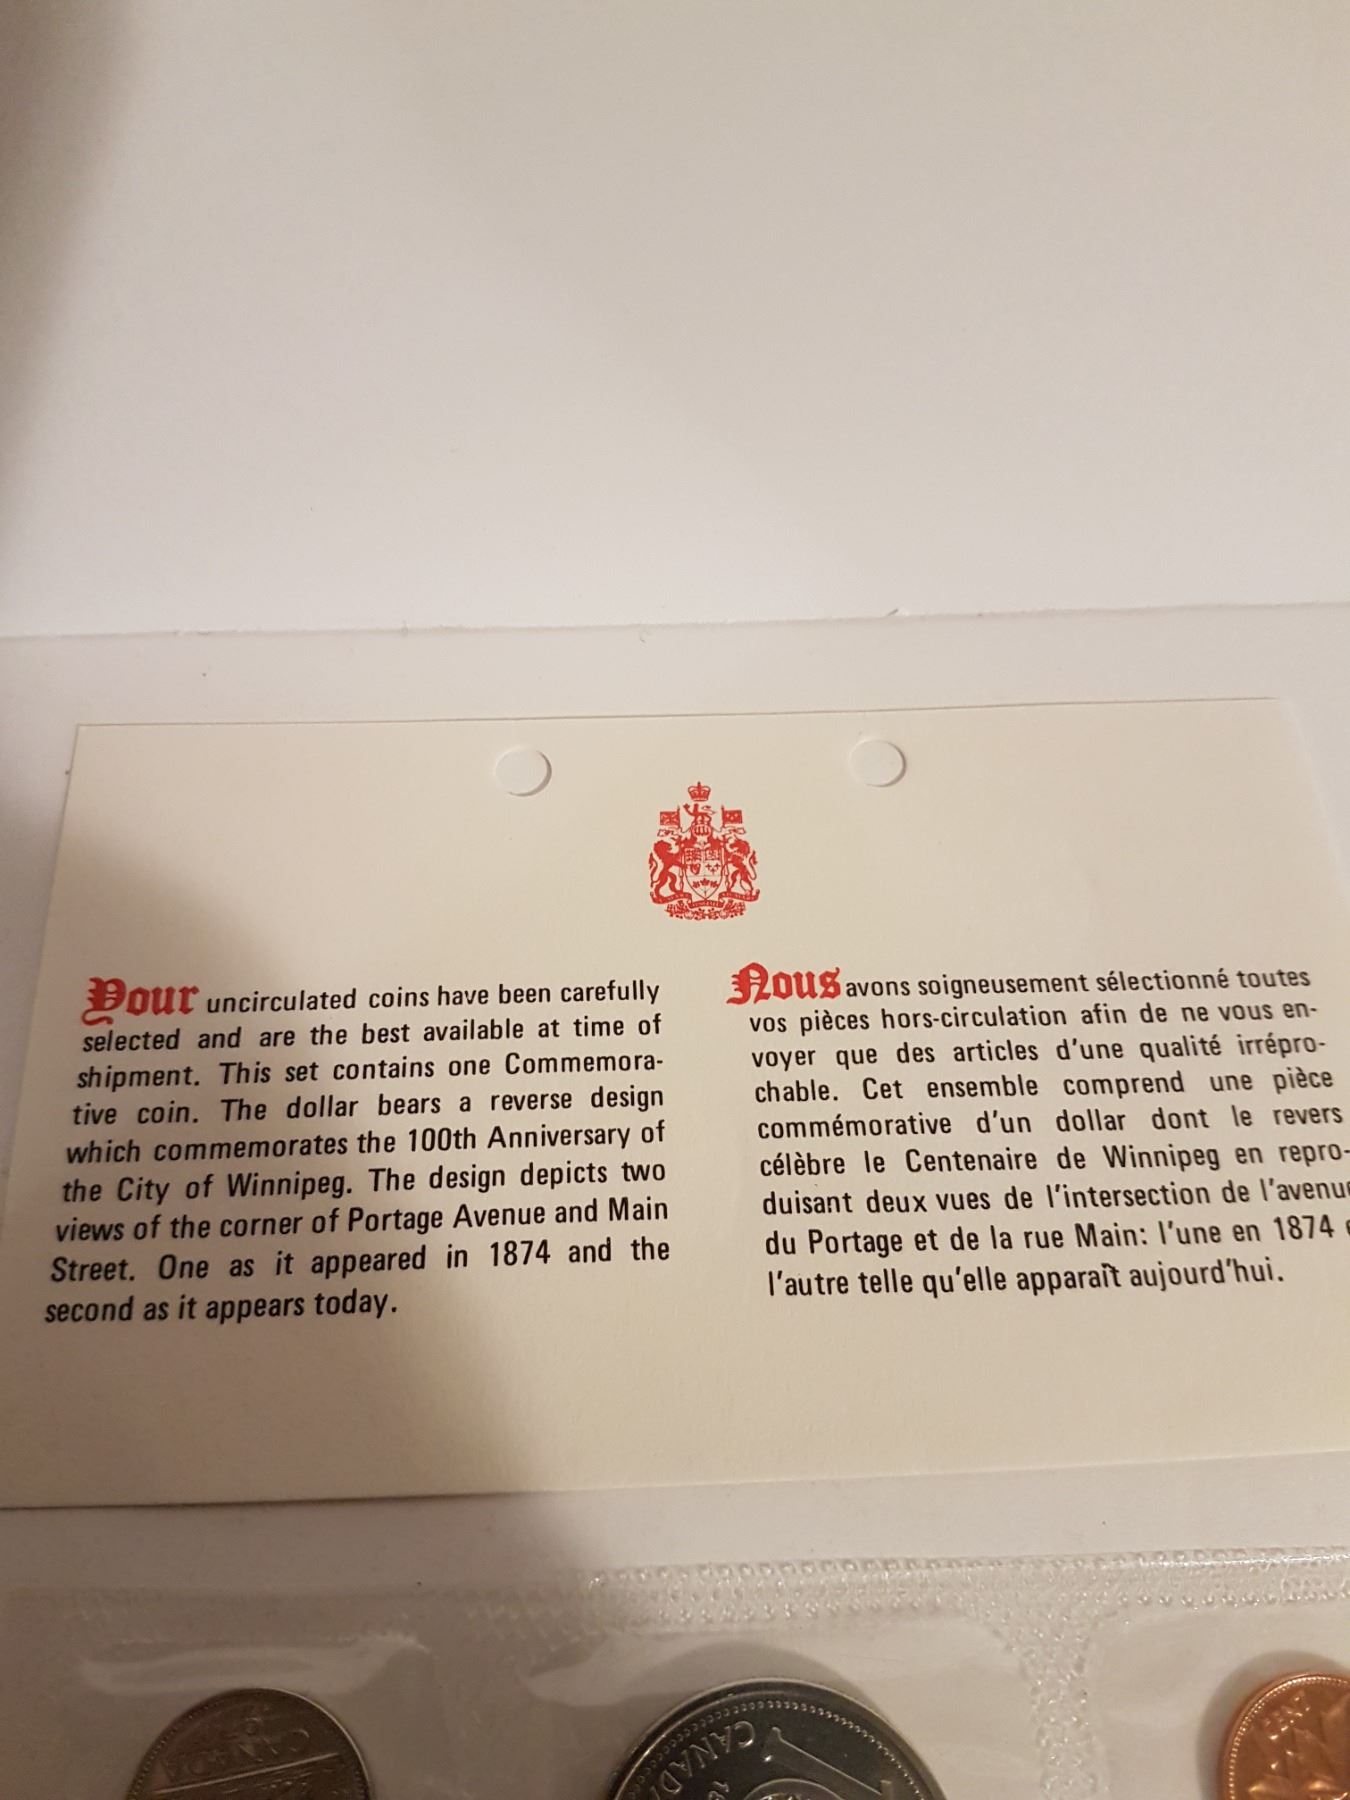 Your uncirculated coins have been carefully
selected and are the best available at time of
shipment. This set contains one Commemora-
tive coin. The dollar bears a reverse design
which commemorates the 100th Anniversary of
the City of Winnipeg. The design depicts two
views of the corner of Portage Avenue and Main
Street. One as it appeared in 1874 and the
second as it appears today.
Nous avons soigneusement sélectionné toutes
vos pièces hors-circulation afin de ne vous en-
voyer que des articles d'une qualité irrépro-
chable. Cet ensemble comprend une pièce
commémorative d'un dollar dont le revers
célèbre le Centenaire de Winnipeg en repro-
duisant deux vues de l'intersection de l'avenue
du Portage et de la rue Main: l'une en 1874
l'autre telle qu'elle apparaît aujourd'hui.
CANADA
CANADA
CENT